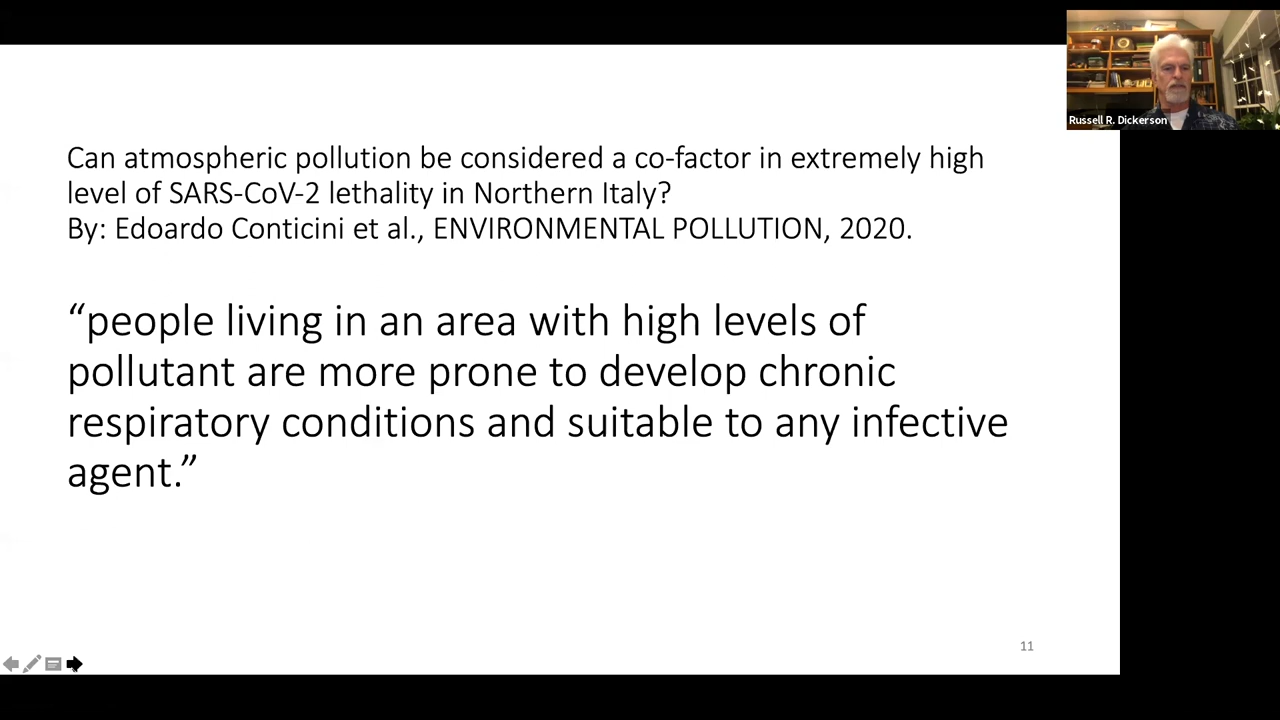 Russell R. Dickerson
Can atmospheric pollution be considered a co-factor in extremely high
level of SARS-CoV-2 lethality in Northern Italy?
By: Edoardo Conticini et al., ENVIRONMENTAL POLLUTION, 2020.
“people living in an area with high levels of
pollutant are more prone to develop chronic
respiratory conditions and suitable to any infective
agent.”
11